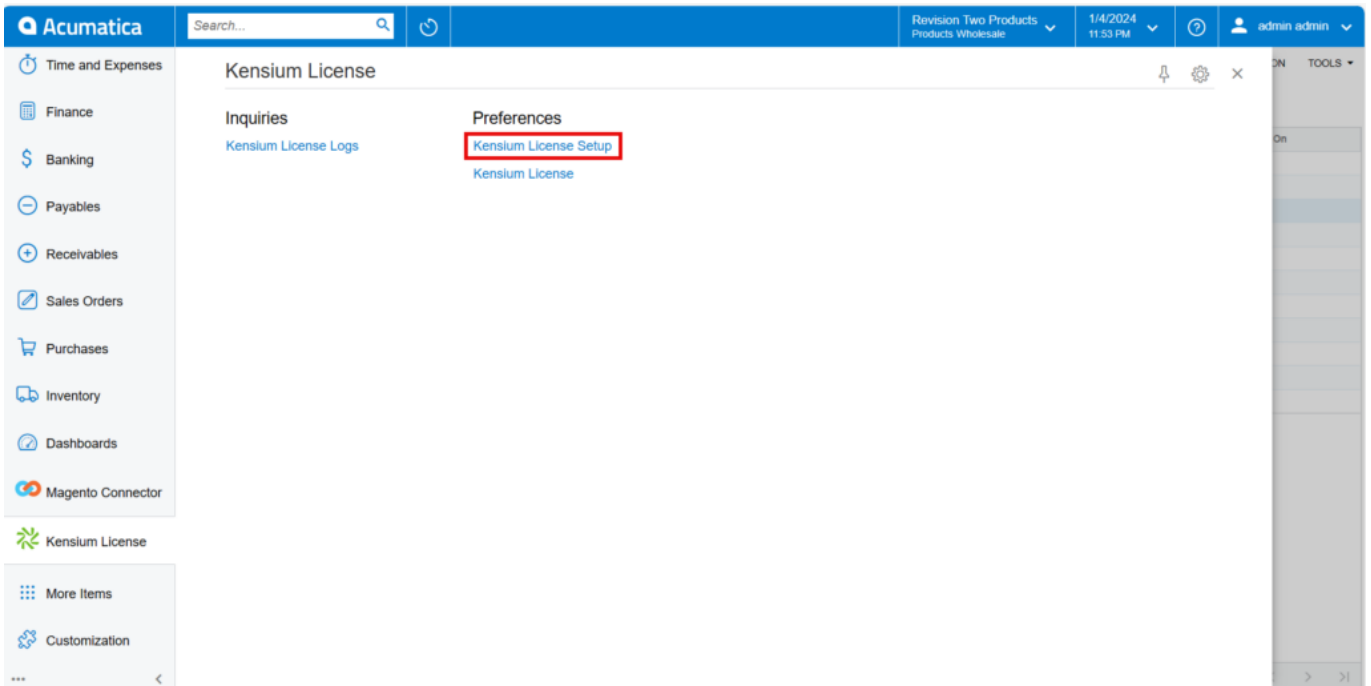 Acumatica
Search...
Revision Two Products
Products Wholesale
1/4/2024
11:53 PM
admin admin
Time and Expenses
Finance
Banking
Payables
Receivables
Sales Orders
Purchases
Inventory
Dashboards
Magento Connector
Kensium License
More Items
Customization
Kensium License
Inquiries
Kensium License Logs
Preferences
Kensium License Setup
Kensium License
ON TOOLS
On